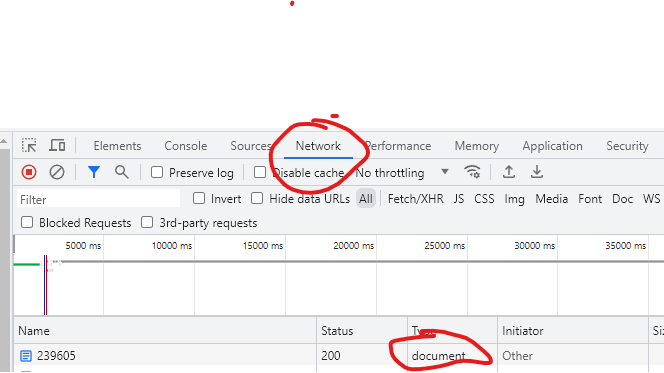 Elements Console Sources Network Performance Memory Application Security
Preserve log Disable cache No throttling
Filter Invert Hide data URLs All Fetch/XHR JS CSS Img Media Font Doc WS
Blocked Requests 3rd-party requests
5000 ms 10000 ms 15000 ms 20000 ms 25000 ms 30000 ms 35000 ms
Name Status Type Initiator
239605 200 document Other